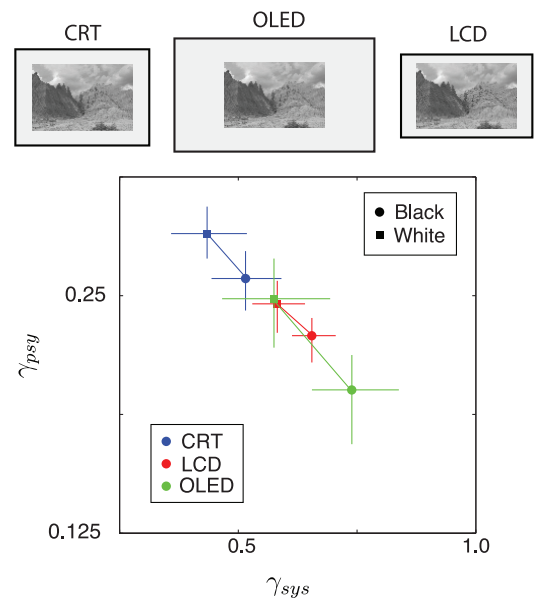 CRT
OLED
LCD
Black
White
0.25
γpsy
CRT
LCD
OLED
0.125
0.5
1.0
γsys